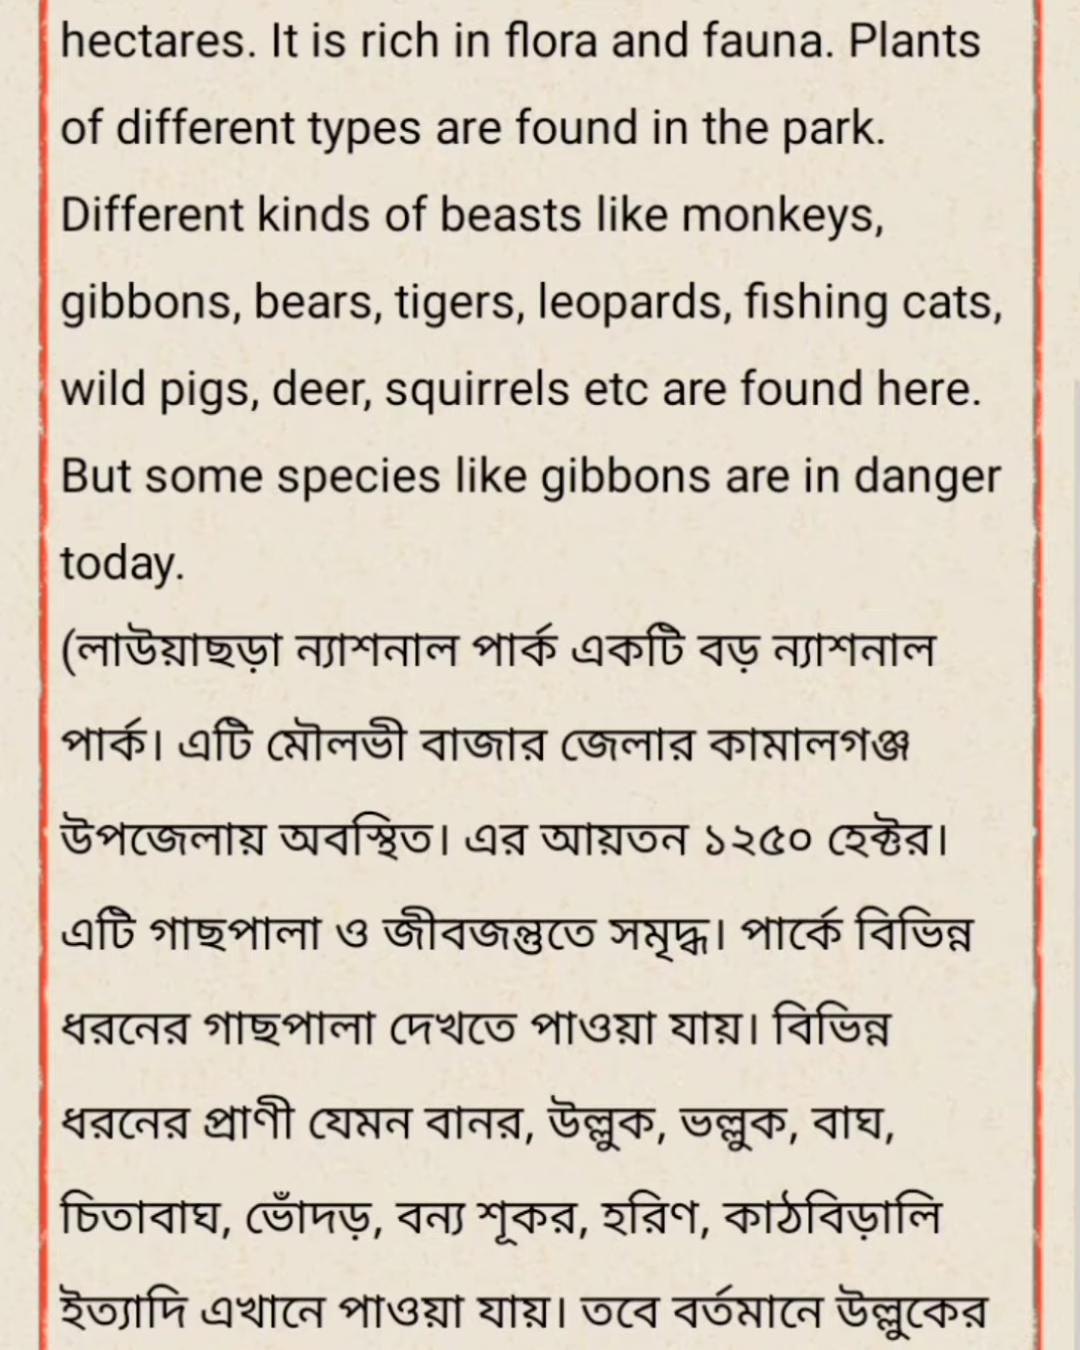 hectares. It is rich in flora and fauna. Plants
of different types are found in the park.
Different kinds of beasts like monkeys,
gibbons, bears, tigers, leopards, fishing cats,
wild pigs, deer, squirrels etc are found here.
But some species like gibbons are in danger
today.
(লাউয়াছড়া ন্যাশনাল পার্ক একটি বড় ন্যাশনাল
পার্ক। এটি মৌলভী বাজার জেলার কামালগঞ্জ
উপজেলায় অবস্থিত। এর আয়তন ১২৫০ হেক্টর।
এটি গাছপালা ও জীবজন্তুতে সমৃদ্ধ। পার্কে বিভিন্ন
ধরনের গাছপালা দেখতে পাওয়া যায়। বিভিন্ন
ধরনের প্রাণী যেমন বানর, উল্লুক, ভল্লুক, বাঘ,
চিতাবাঘ, ভোঁদড়, বন্য শূকর, হরিণ, কাঠবিড়ালি
ইত্যাদি এখানে পাওয়া যায়। তবে বর্তমানে উল্লুকের